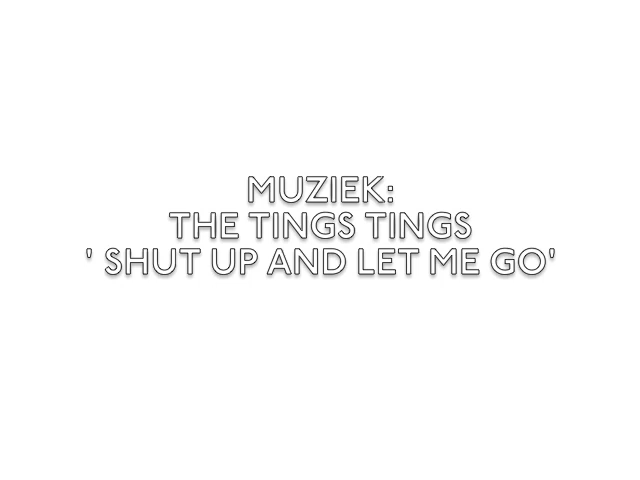 MUZIEK:
THE TINGS TINGS
' SHUT UP AND LET ME GO'